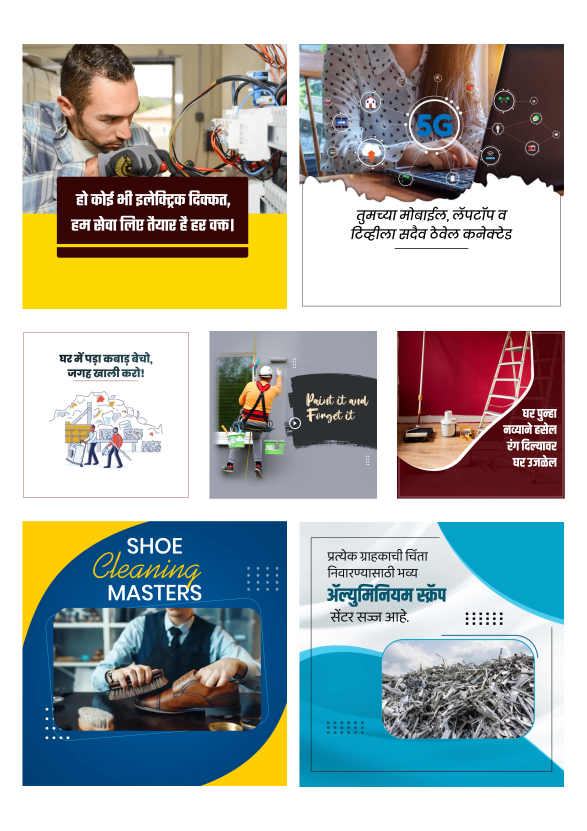 हो कोई भी इलेक्ट्रिक दिक्कत,
हम सेवा लिए तैयार है हर वक्त।
5G
तुमच्या मोबाईल, लॅपटॉप व
टिव्हीला सदैव ठेवेल कनेक्टेड
घर में पड़ा कबाड़ बेचो,
जगह खाली करो!
Paint it and
Forget it
घर पुन्हा
नव्याने हसेल
रंग दिल्यावर
घर उजळेल
SHOE
Cleaning
MASTERS
प्रत्येक ग्राहकाची चिंता
निवारण्यासाठी भव्य
ॲल्युमिनियम स्क्रॅप
सेंटर सज्ज आहे.